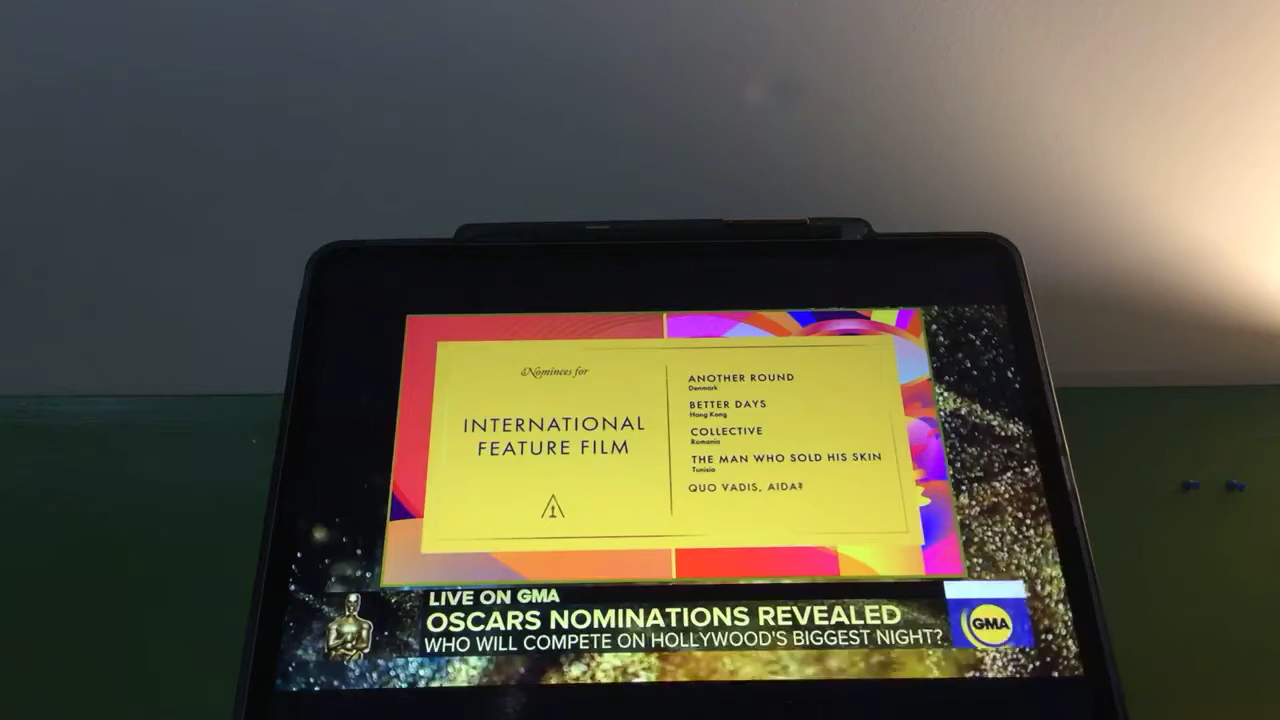 Nominees for
INTERNATIONAL
FEATURE FILM
ANOTHER ROUND
Denmark
BETTER DAYS
Hong Kong
COLLECTIVE
Romania
THE MAN WHO SOLD HIS SKIN
Tunisia
QUO VADIS, AIDA?
LIVE ON GMA
OSCARS NOMINATIONS REVEALED
WHO WILL COMPETE ON HOLLYWOOD'S BIGGEST NIGHT?
GMA